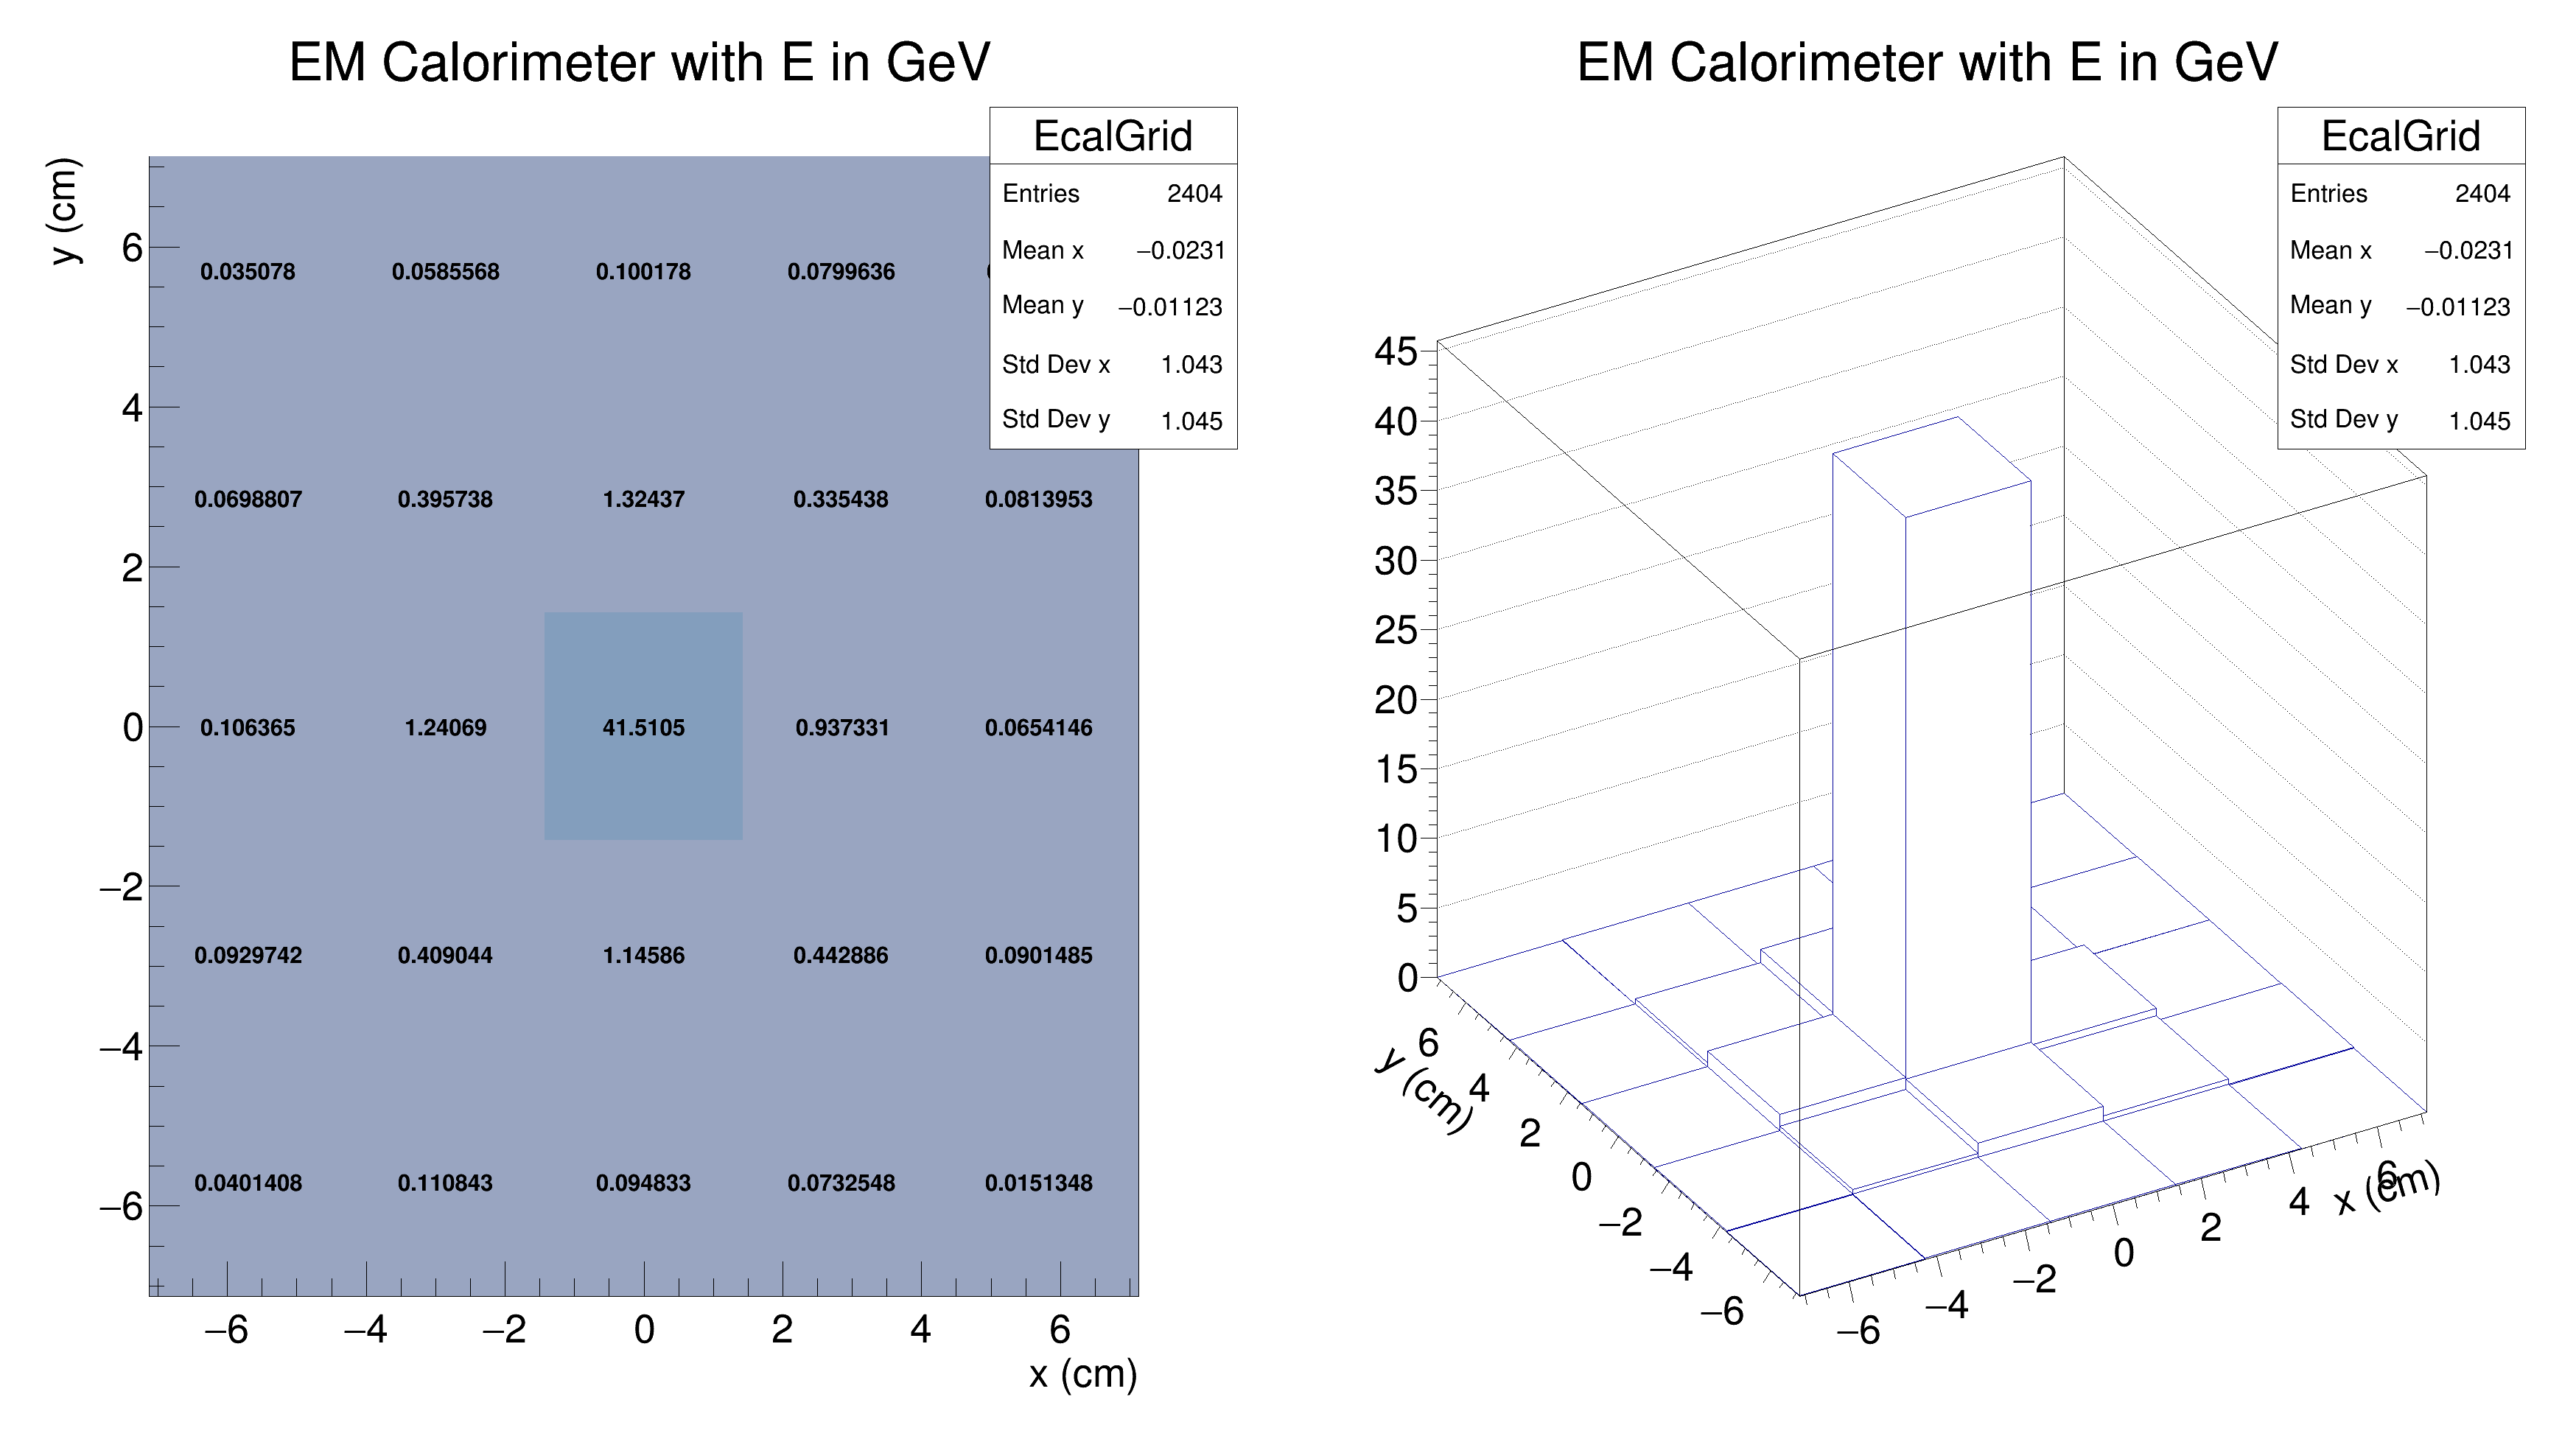 EM Calorimeter with E in GeV
y (cm)
EcalGrid
Entries 2404
Mean x −0.0231
Mean y −0.01123
Std Dev x 1.043
Std Dev y 1.045
6
4
2
0
−2
−4
−6
0.035078 0.0585568 0.100178 0.0799636
0.0698807 0.395738 1.32437 0.335438 0.0813953
0.106365 1.24069 41.5105 0.937331 0.0654146
0.0929742 0.409044 1.14586 0.442886 0.0901485
0.0401408 0.110843 0.094833 0.0732548 0.0151348
−6 −4 −2 0 2 4 6
x (cm)
EM Calorimeter with E in GeV
EcalGrid
Entries 2404
Mean x −0.0231
Mean y −0.01123
Std Dev x 1.043
Std Dev y 1.045
45
40
35
30
25
20
15
10
5
0
6
4
2
0
−2
−4
−6
y (cm)
−6
−4
−2
0
2
4
6
x (cm)